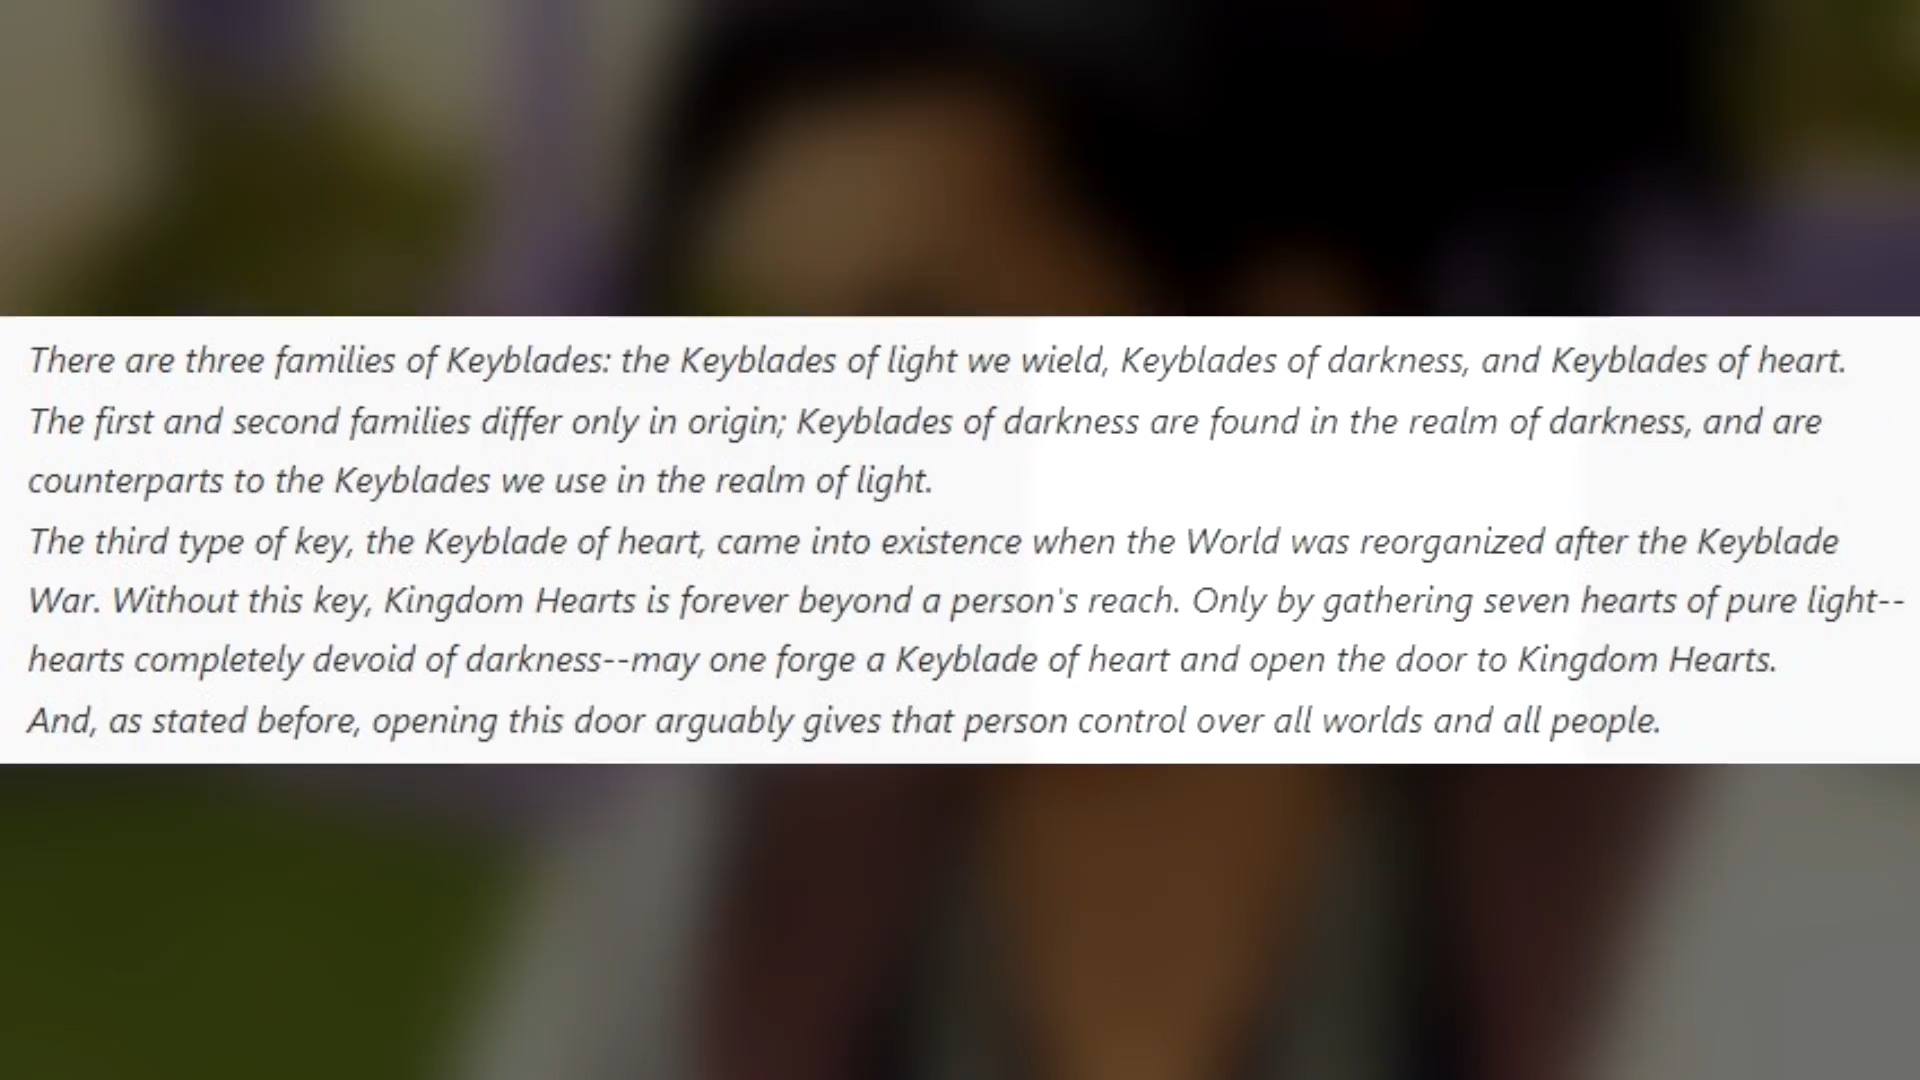 There are three families of Keyblades: the Keyblades of light we wield, Keyblades of darkness, and Keyblades of heart.
The first and second families differ only in origin; Keyblades of darkness are found in the realm of darkness, and are
counterparts to the Keyblades we use in the realm of light.
The third type of key, the Keyblade of heart, came into existence when the World was reorganized after the Keyblade
War. Without this key, Kingdom Hearts is forever beyond a person's reach. Only by gathering seven hearts of pure light--
hearts completely devoid of darkness--may one forge a Keyblade of heart and open the door to Kingdom Hearts.
And, as stated before, opening this door arguably gives that person control over all worlds and all people.